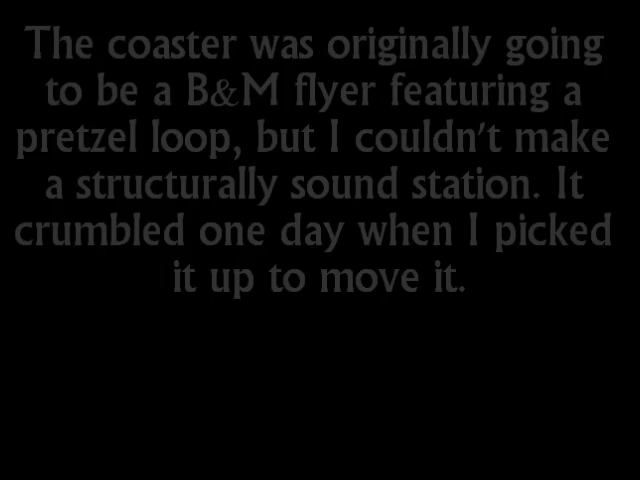 The coaster was originally going
to be a B&M flyer featuring a
pretzel loop, but I couldn't make
a structurally sound station. It
crumbled one day when I picked
it up to move it.